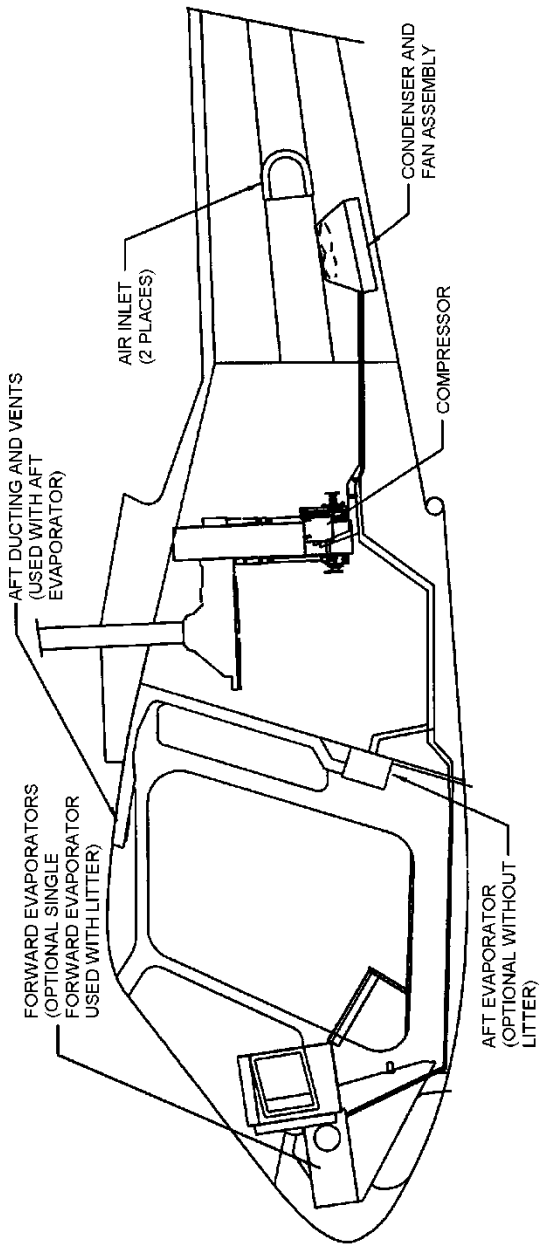 FORWARD EVAPORATORS
(OPTIONAL SINGLE
FORWARD EVAPORATOR
USED WITH LITTER)
AFT DUCTING AND VENTS
(USED WITH AFT
EVAPORATOR)
AIR INLET
(2 PLACES)
AFT EVAPORATOR
(OPTIONAL WITHOUT
LITTER)
COMPRESSOR
CONDENSER AND
FAN ASSEMBLY